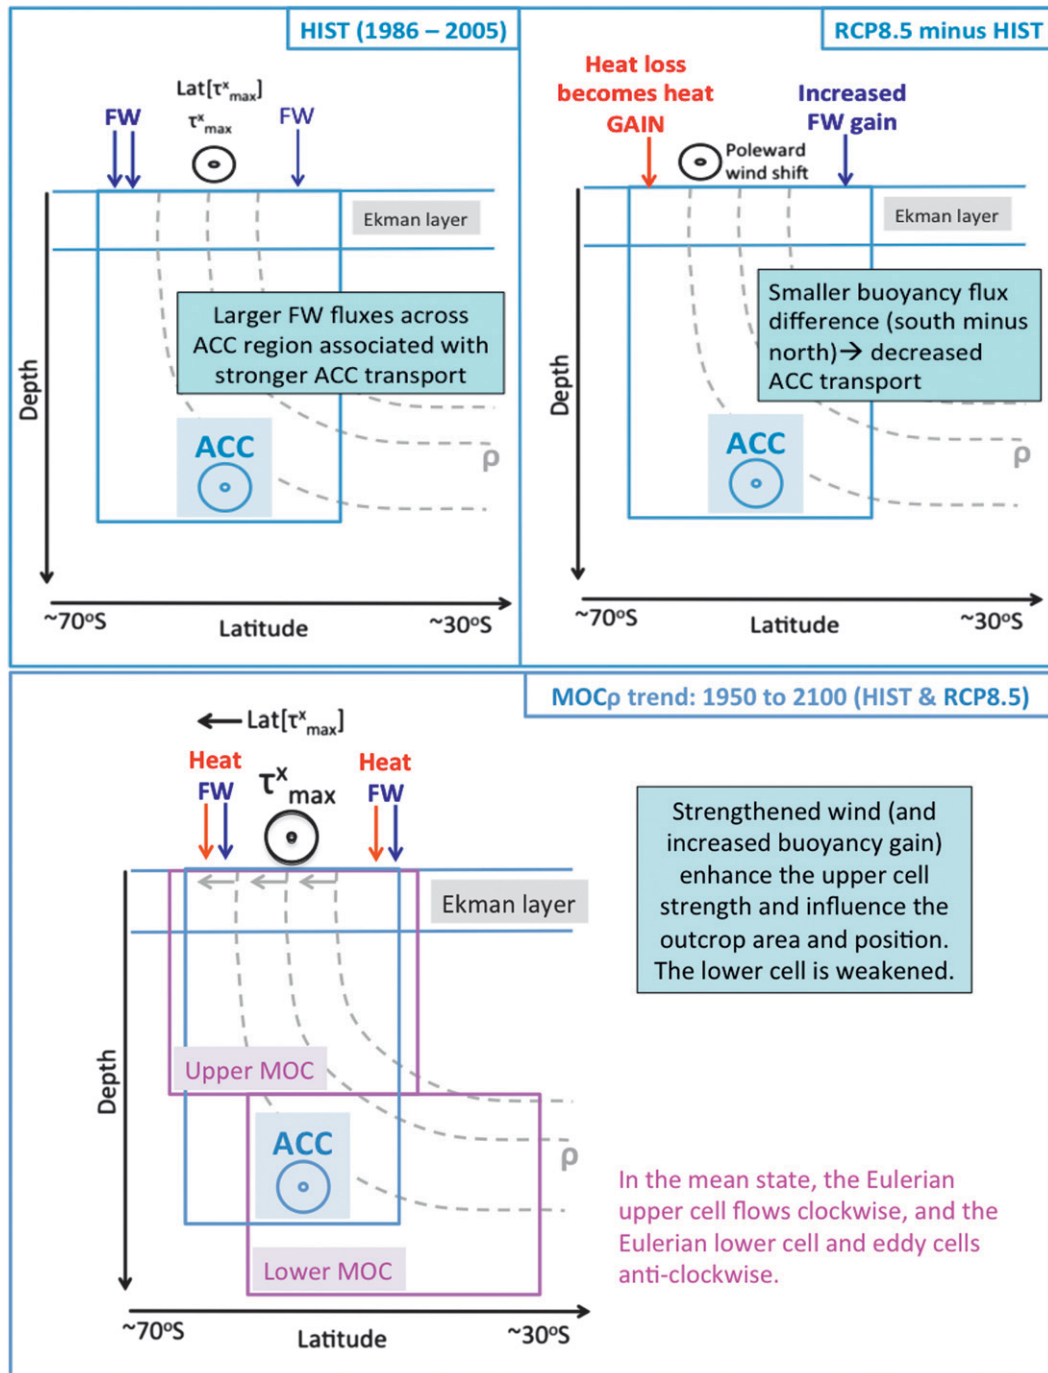 HIST (1986 – 2005)
Lat[τˣₘₐₓ]
FW
τˣₘₐₓ
FW
Ekman layer
Larger FW fluxes across
ACC region associated with
stronger ACC transport
ACC
ρ
Depth
~70ºS
Latitude
~30ºS
RCP8.5 minus HIST
Heat loss
becomes heat
GAIN
Increased
FW gain
Poleward
wind shift
Ekman layer
Smaller buoyancy flux
difference (south minus
north)→ decreased
ACC transport
ACC
ρ
Depth
~70ºS
Latitude
~30ºS
MOCρ trend: 1950 to 2100 (HIST & RCP8.5)
Lat[τˣₘₐₓ]
Heat
FW
τˣₘₐₓ
Heat
FW
Ekman layer
Strengthened wind (and
increased buoyancy gain)
enhance the upper cell
strength and influence the
outcrop area and position.
The lower cell is weakened.
Upper MOC
ACC
ρ
Lower MOC
Depth
~70ºS
Latitude
~30ºS
In the mean state, the Eulerian
upper cell flows clockwise, and the
Eulerian lower cell and eddy cells
anti-clockwise.